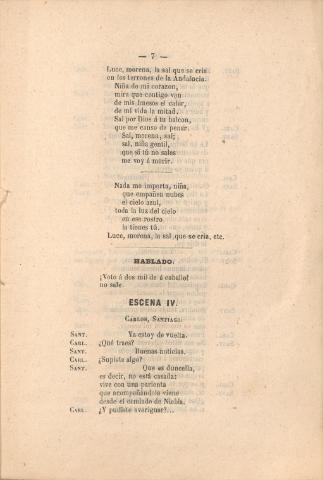 — 7 —
Luce, morena, la sal que se cria
en los terrones de la Andalucía.
Niña de mi corazon,
mira que contigo van
de mis huesos el calor,
de mi vida la mitad.
Sal por Dios á tu balcon,
que me canso de penar.
Sal, morena, sal;
sal, niña gentil,
que si tú no sales
me voy á morir.
Nada me importa, niña,
que empañen nubes
el cielo azul,
toda la luz del cielo
en ese rostro
la tienes tú.
Luce, morena, la sal que se cria, etc.
HABLADO.
¡Voto á dos mil de á caballo!
no sale.
ESCENA IV.
CARLOS, SANTIAGO.
SANT. Ya estoy de vuelta.
CARL. ¿Qué traes?
SANT. Buenas noticias.
CARL. ¿Supiste algo?
SANT. Que es doncella,
es decir, no está casada:
vive con una parienta
que acompañándola viene
desde el condado de Niebla.
CARL. ¿Y pudiste averiguar?...